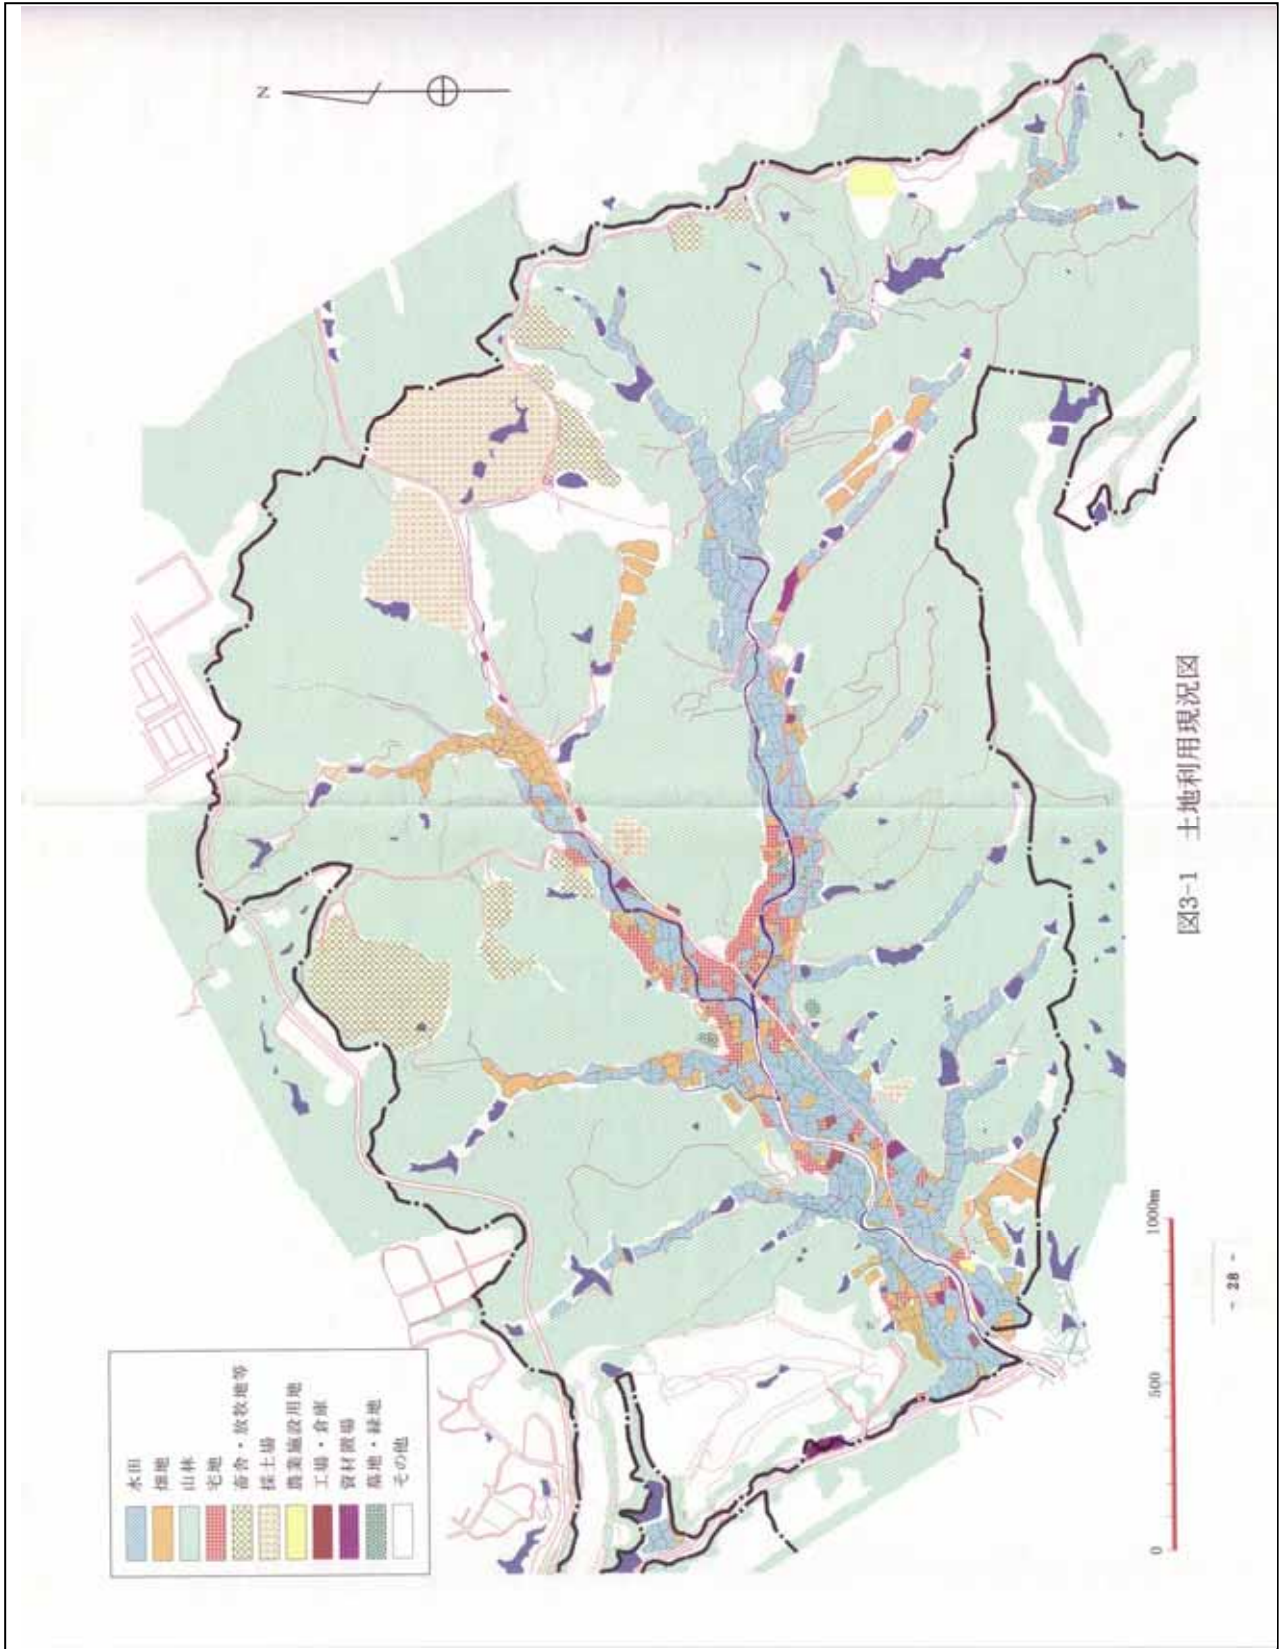 N
水田
畑地
山林
宅地
畜舎・放牧地等
採土場
農業施設用地
工場・倉庫
資材置場
墓地・緑地
その他
0 500 1000m
図3-1 土地利用現況図
- 28 -